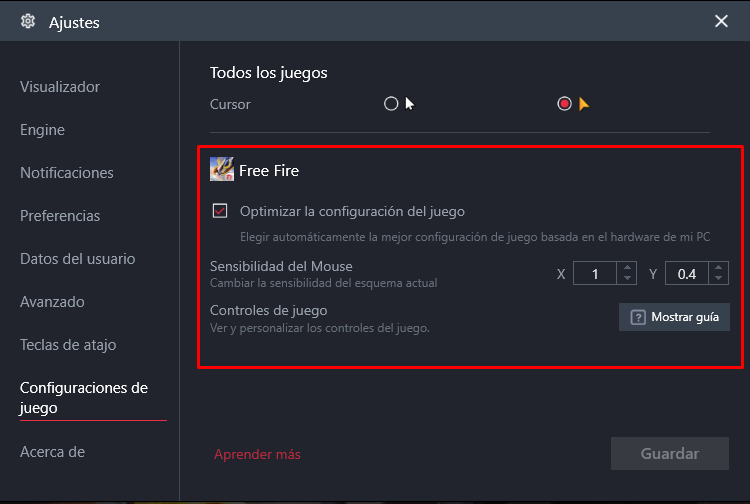 Ajustes
Visualizador
Engine
Notificaciones
Preferencias
Datos del usuario
Avanzado
Teclas de atajo
Configuraciones de
juego
Acerca de
Todos los juegos
Cursor
Free Fire
Optimizar la configuración del juego
Elegir automáticamente la mejor configuración de juego basada en el hardware de mi PC
Sensibilidad del Mouse
Cambiar la sensibilidad del esquema actual
X 1 Y 0.4
Controles de juego
Ver y personalizar los controles del juego.
? Mostrar guía
Aprender más
Guardar